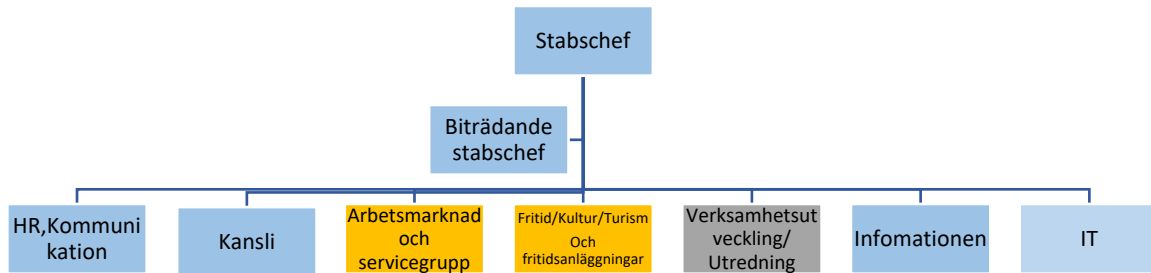 Stabschef
Biträdande
stabschef
HR,Kommuni
kation
Kansli
Arbetsmarknad
och
servicegrupp
Fritid/Kultur/Turism
Och
fritidsanläggningar
Verksamhetsut
veckling/
Utredning
Infomationen
IT